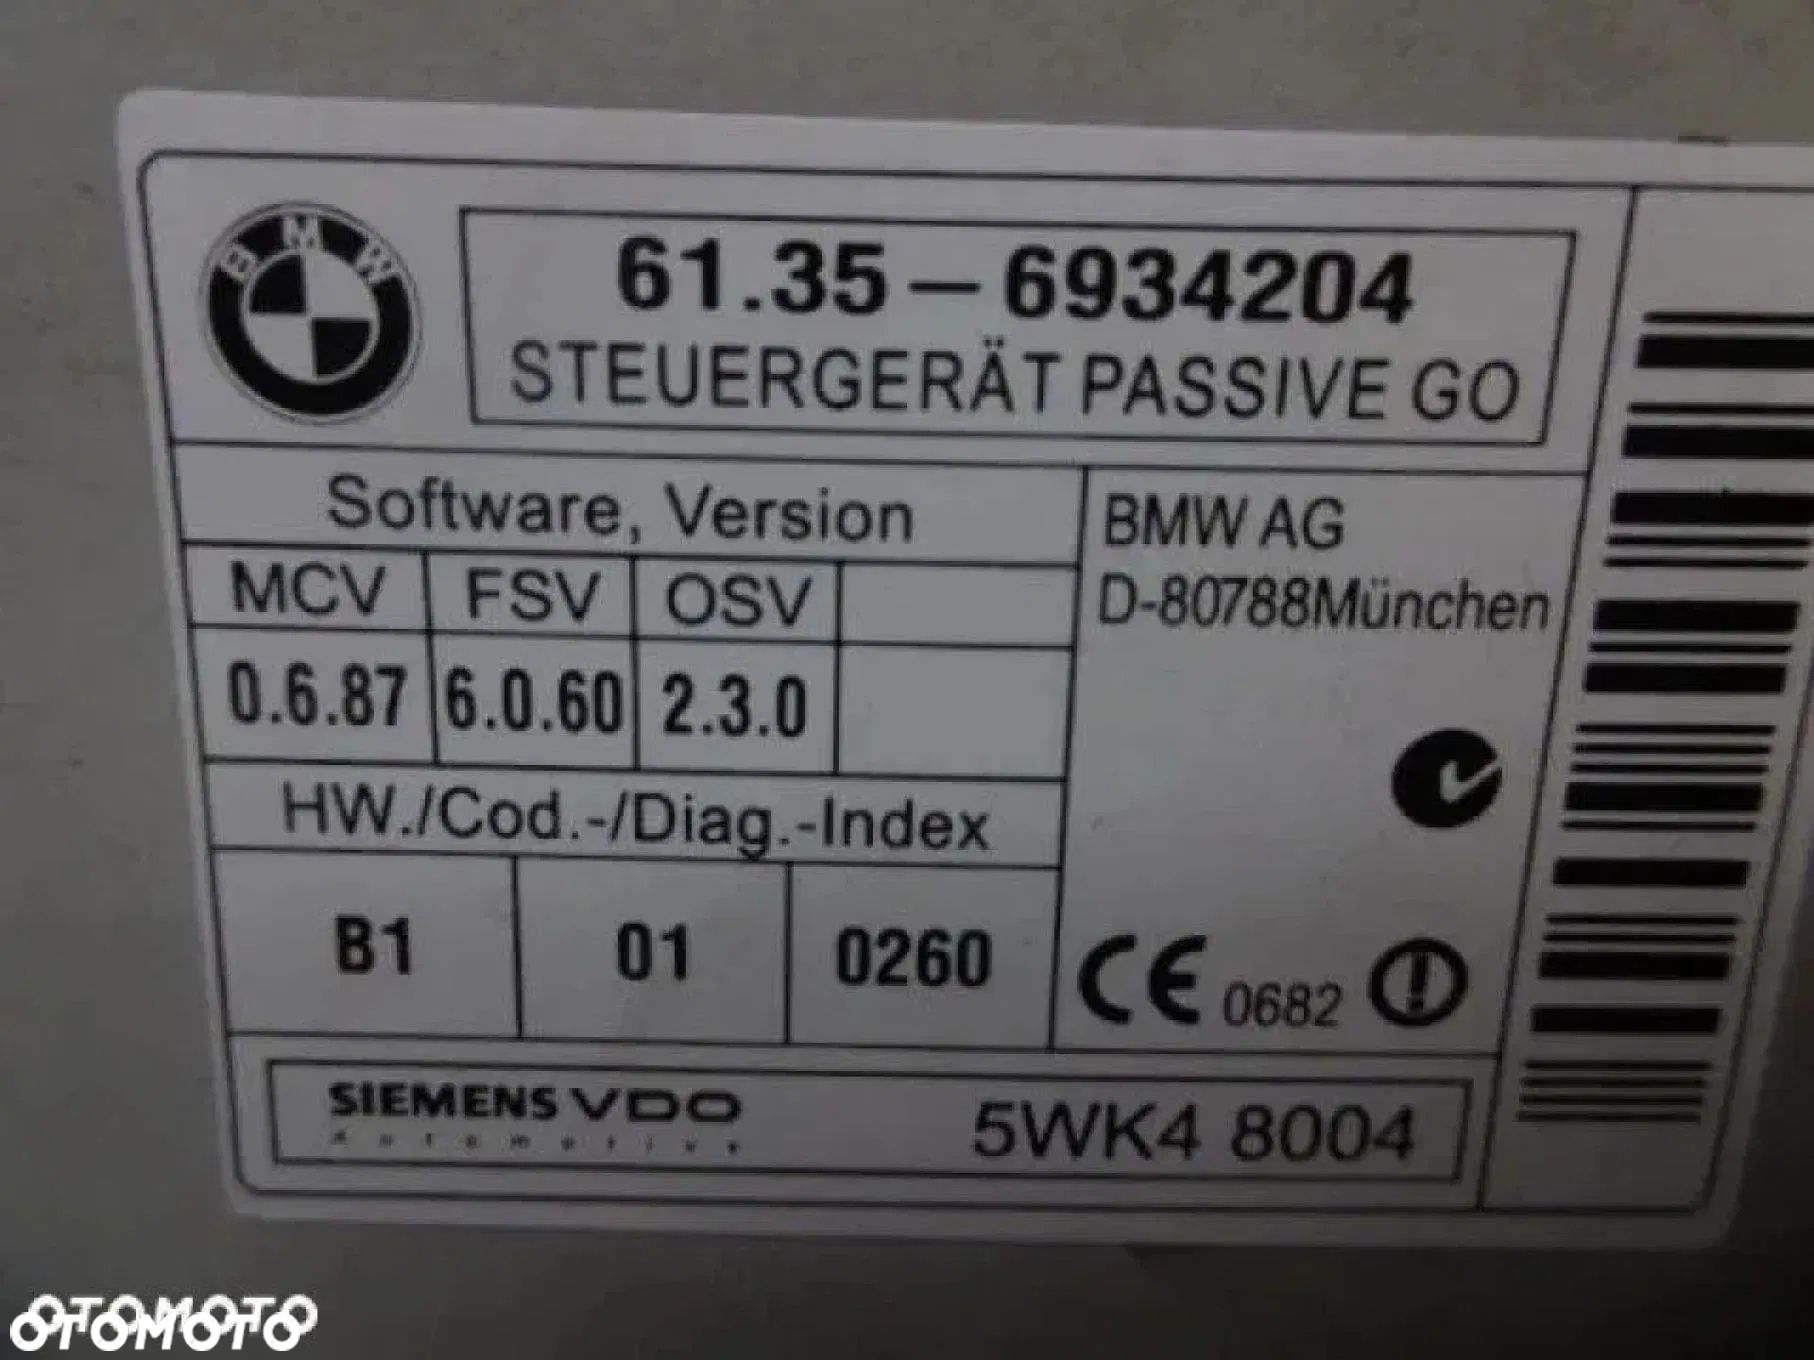 BMW
61.35-6934204
STEUERGERÄT PASSIVE GO
Software, Version
MCV FSV OSV
0.6.87 6.0.60 2.3.0
HW./Cod.-/Diag.-Index
B1 01 0260
BMW AG
D-80788München
CE 0682
SIEMENS VDO
Automotive
5WK4 8004
OTOMOTO
OTOMOTO